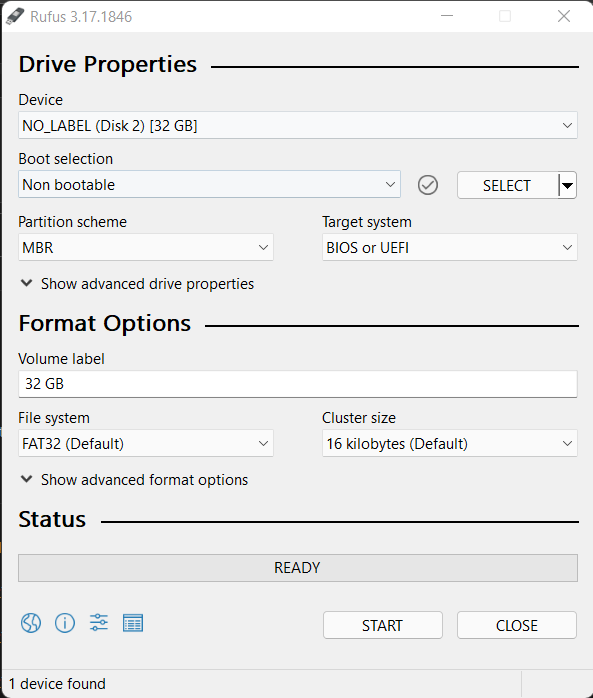 Rufus 3.17.1846
Drive Properties
Device
NO_LABEL (Disk 2) [32 GB]
Boot selection
Non bootable
SELECT
Partition scheme
Target system
MBR
BIOS or UEFI
Show advanced drive properties
Format Options
Volume label
32 GB
File system
Cluster size
FAT32 (Default)
16 kilobytes (Default)
Show advanced format options
Status
READY
START
CLOSE
1 device found